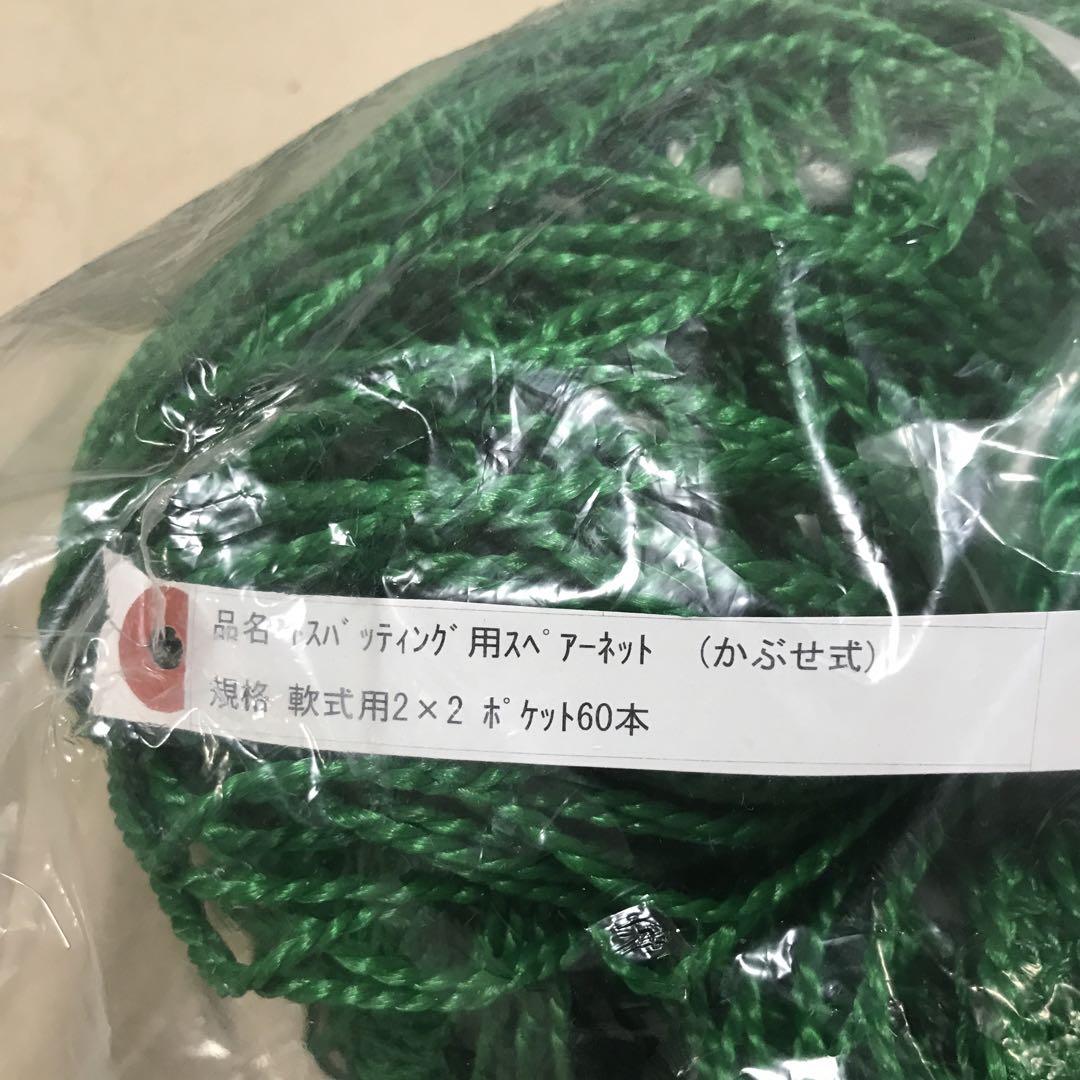 品名 ﾄｽﾊﾞｯﾃｨﾝｸﾞ用ｽﾍﾟｱｰﾈｯﾄ （かぶせ式）
規格 軟式用2×2 ﾎﾟｹｯﾄ60本